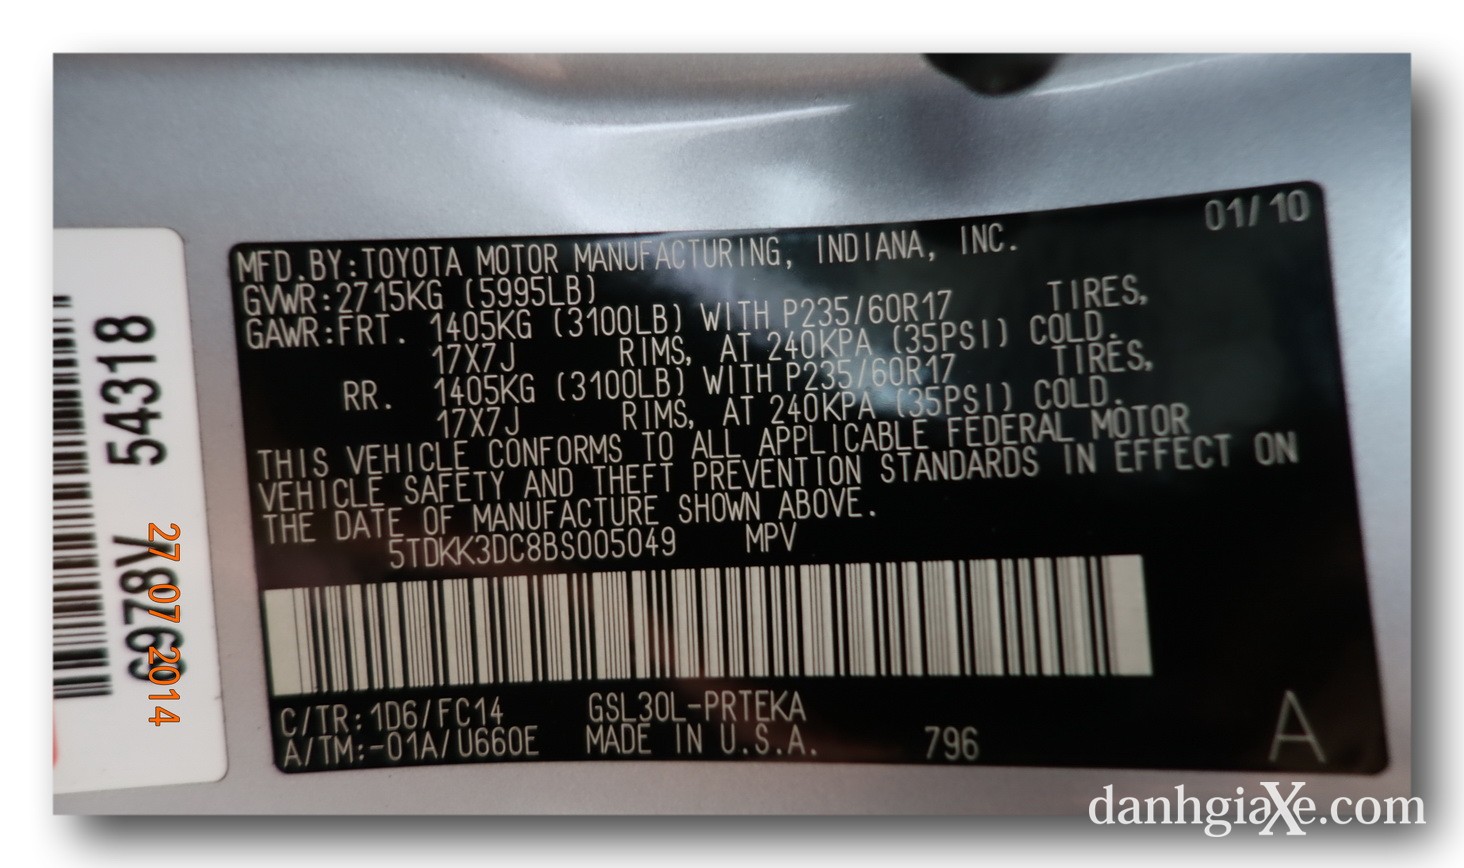 01/10
MFD.BY:TOYOTA MOTOR MANUFACTURING, INDIANA, INC.
GVWR:2715KG (5995LB)
GAWR:FRT. 1405KG (3100LB) WITH P235/60R17 TIRES,
17X7J RIMS, AT 240KPA (35PSI) COLD.
RR. 1405KG (3100LB) WITH P235/60R17 TIRES,
17X7J RIMS, AT 240KPA (35PSI) COLD.
THIS VEHICLE CONFORMS TO ALL APPLICABLE FEDERAL MOTOR
VEHICLE SAFETY AND THEFT PREVENTION STANDARDS IN EFFECT ON
THE DATE OF MANUFACTURE SHOWN ABOVE.
5TDKK3DC8BS005049 MPV
C/TR:1D6/FC14 GSL30L-PRTEKA
A/TM:-01A/U660E MADE IN U.S.A. 796
A
54318
27 07 2014
danhgiaXe.com